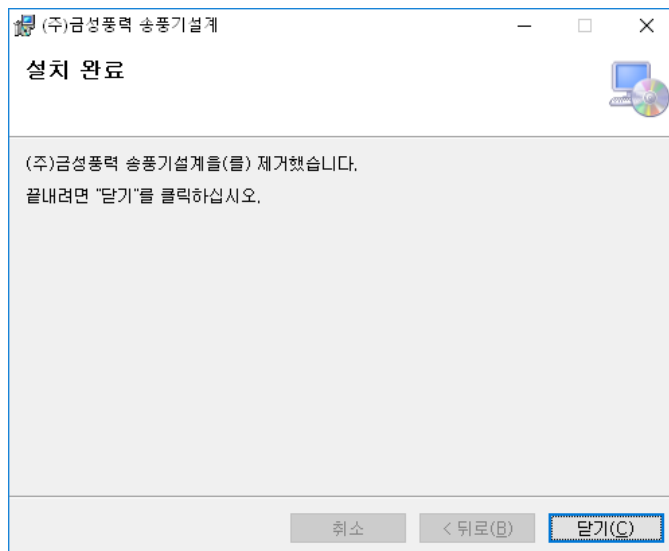 (주)금성풍력 송풍기설계
설치 완료
(주)금성풍력 송풍기설계을(를) 제거했습니다.
끝내려면 "닫기"를 클릭하십시오.
취소
< 뒤로(B)
닫기(C)